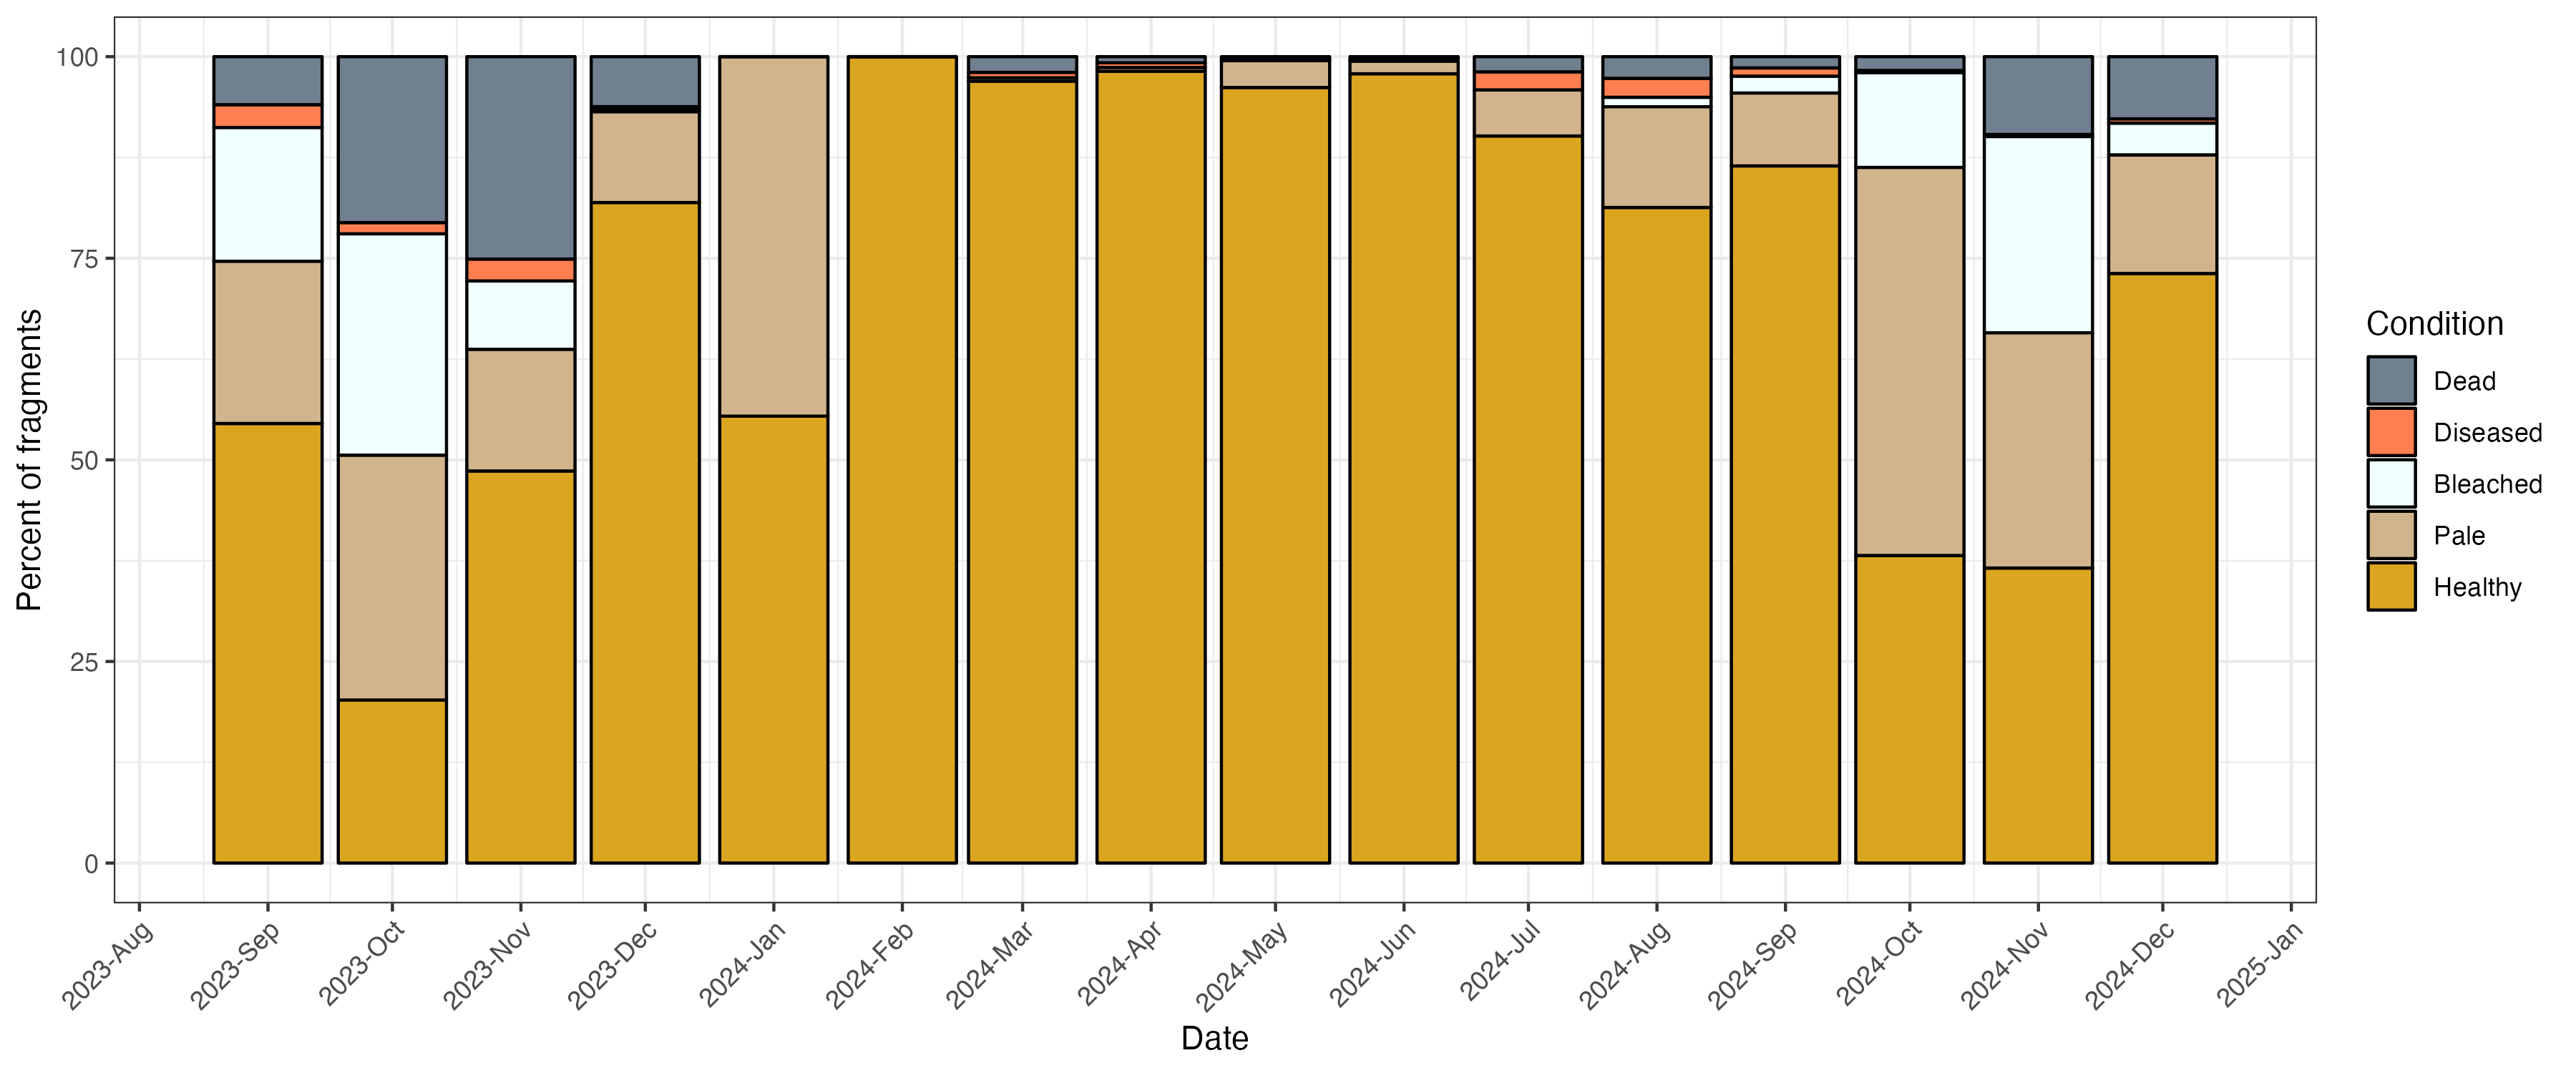 100
75
50
25
0
Percent of fragments
2023-Aug
2023-Sep
2023-Oct
2023-Nov
2023-Dec
2024-Jan
2024-Feb
2024-Mar
2024-Apr
2024-May
2024-Jun
2024-Jul
2024-Aug
2024-Sep
2024-Oct
2024-Nov
2024-Dec
2025-Jan
Date
Condition
Dead
Diseased
Bleached
Pale
Healthy